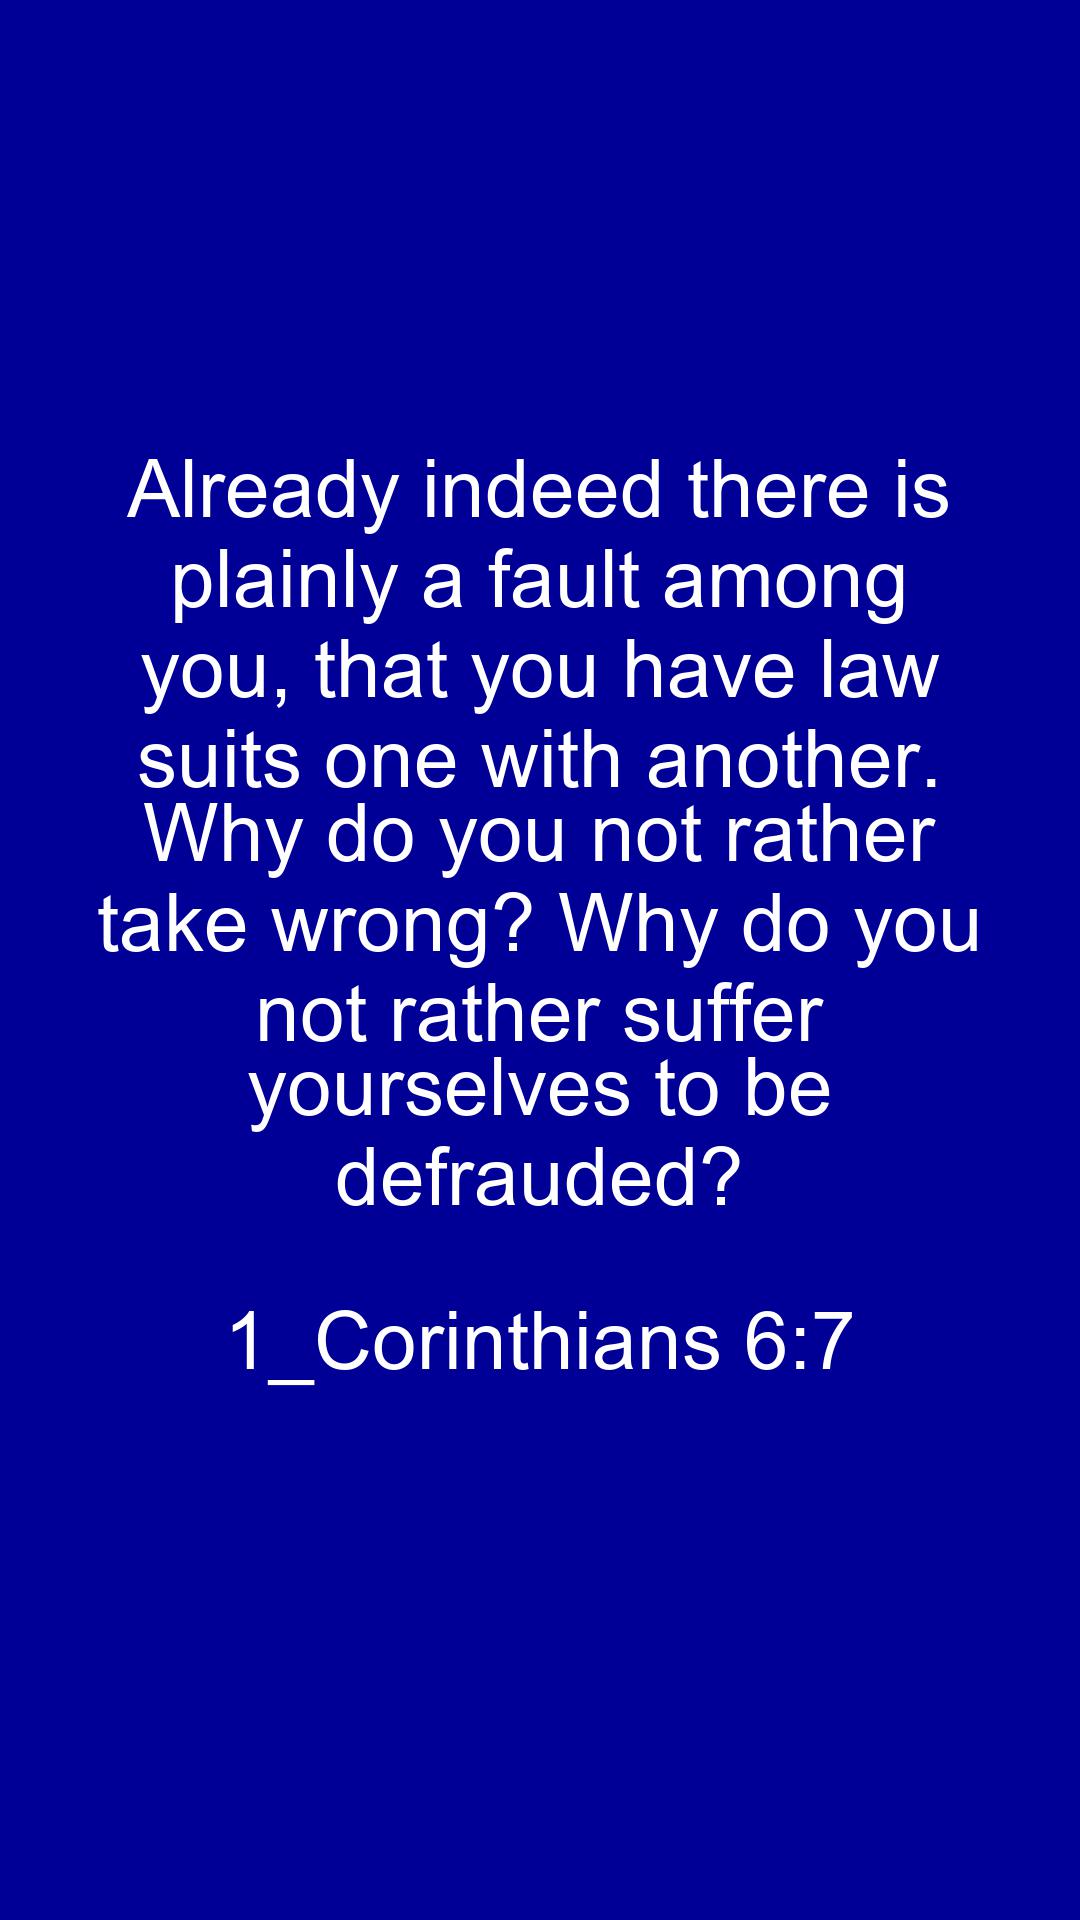 Already indeed there is
plainly a fault among
you, that you have law
suits one with another.
Why do you not rather
take wrong? Why do you
not rather suffer
yourselves to be
defrauded?
1_Corinthians 6:7